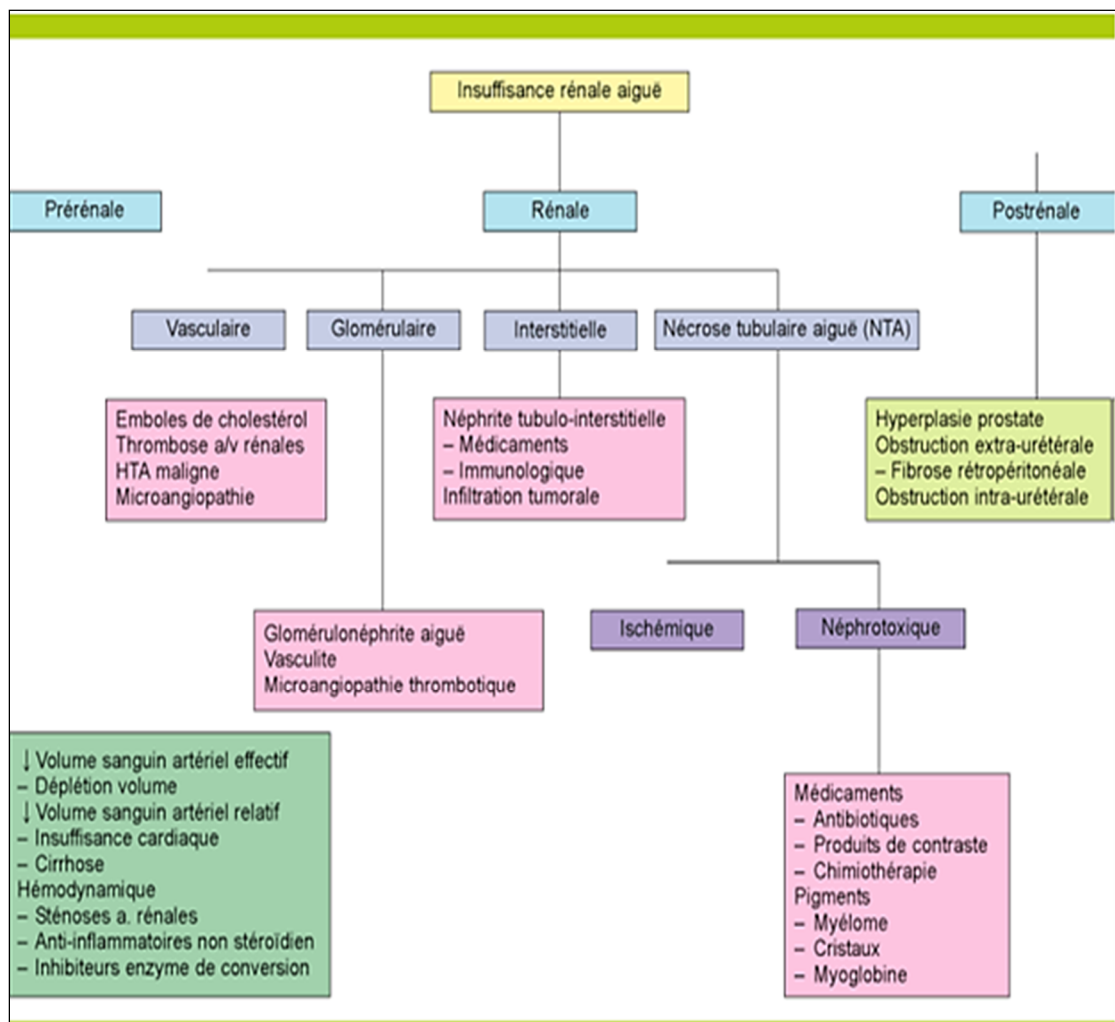 Insuffisance rénale aiguë
Prérénale
Rénale
Postrénale
Vasculaire
Glomérulaire
Interstitielle
Nécrose tubulaire aiguë (NTA)
Emboles de cholestérol
Thrombose a/v rénales
HTA maligne
Microangiopathie
Néphrite tubulo-interstitielle
– Médicaments
– Immunologique
Infiltration tumorale
Hyperplasie prostate
Obstruction extra-urétérale
– Fibrose rétropéritonéale
Obstruction intra-urétérale
Glomérulonéphrite aiguë
Vasculite
Microangiopathie thrombotique
Ischémique
Néphrotoxique
↓ Volume sanguin artériel effectif
– Déplétion volume
↓ Volume sanguin artériel relatif
– Insuffisance cardiaque
– Cirrhose
Hémodynamique
– Sténoses a. rénales
– Anti-inflammatoires non stéroïdien
– Inhibiteurs enzyme de conversion
Médicaments
– Antibiotiques
– Produits de contraste
– Chimiothérapie
Pigments
– Myélome
– Cristaux
– Myoglobine